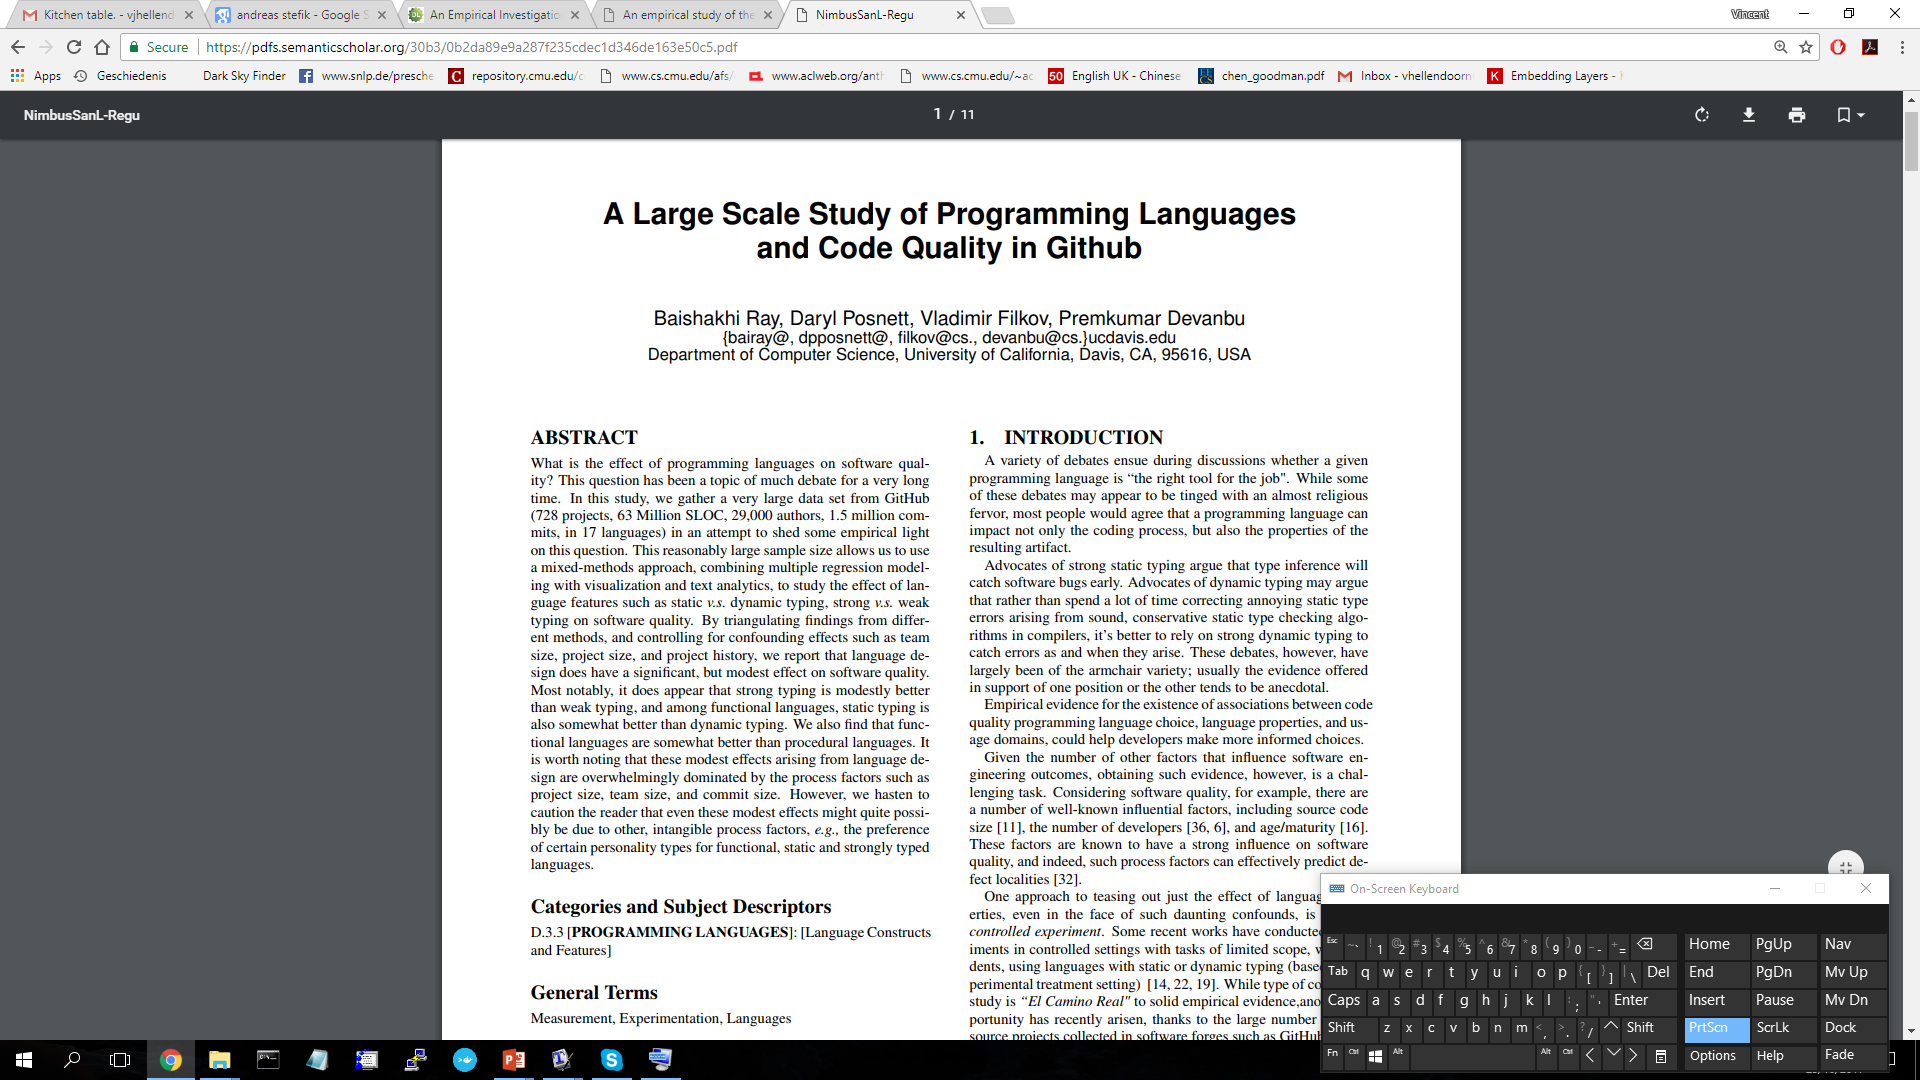 Kitchen table. - vjhellend
andreas stefik - Google S
An Empirical Investigatio
An empirical study of the
NimbusSanL-Regu
Vincent
Secure
https://pdfs.semanticscholar.org/30b3/0b2da89e9a287f235cdec1d346de163e50c5.pdf
Apps
Geschiedenis
Dark Sky Finder
www.snlp.de/presche
repository.cmu.edu/c
www.cs.cmu.edu/afs/
www.aclweb.org/anth
www.cs.cmu.edu/~ac
English UK - Chinese
chen_goodman.pdf
Inbox - vhellendoorn
Embedding Layers -
NimbusSanL-Regu
1 / 11
A Large Scale Study of Programming Languages
and Code Quality in Github
Baishakhi Ray, Daryl Posnett, Vladimir Filkov, Premkumar Devanbu
{bairay@, dpposnett@, filkov@cs., devanbu@cs.}ucdavis.edu
Department of Computer Science, University of California, Davis, CA, 95616, USA
ABSTRACT
What is the effect of programming languages on software qual-
ity? This question has been a topic of much debate for a very long
time. In this study, we gather a very large data set from GitHub
(728 projects, 63 Million SLOC, 29,000 authors, 1.5 million com-
mits, in 17 languages) in an attempt to shed some empirical light
on this question. This reasonably large sample size allows us to use
a mixed-methods approach, combining multiple regression model-
ing with visualization and text analytics, to study the effect of lan-
guage features such as static v.s. dynamic typing, strong v.s. weak
typing on software quality. By triangulating findings from differ-
ent methods, and controlling for confounding effects such as team
size, project size, and project history, we report that language de-
sign does have a significant, but modest effect on software quality.
Most notably, it does appear that strong typing is modestly better
than weak typing, and among functional languages, static typing is
also somewhat better than dynamic typing. We also find that func-
tional languages are somewhat better than procedural languages. It
is worth noting that these modest effects arising from language de-
sign are overwhelmingly dominated by the process factors such as
project size, team size, and commit size. However, we hasten to
caution the reader that even these modest effects might quite possi-
bly be due to other, intangible process factors, e.g., the preference
of certain personality types for functional, static and strongly typed
languages.
Categories and Subject Descriptors
D.3.3 [PROGRAMMING LANGUAGES]: [Language Constructs
and Features]
General Terms
Measurement, Experimentation, Languages
1. INTRODUCTION
A variety of debates ensue during discussions whether a given
programming language is “the right tool for the job". While some
of these debates may appear to be tinged with an almost religious
fervor, most people would agree that a programming language can
impact not only the coding process, but also the properties of the
resulting artifact.
Advocates of strong static typing argue that type inference will
catch software bugs early. Advocates of dynamic typing may argue
that rather than spend a lot of time correcting annoying static type
errors arising from sound, conservative static type checking algo-
rithms in compilers, it’s better to rely on strong dynamic typing to
catch errors as and when they arise. These debates, however, have
largely been of the armchair variety; usually the evidence offered
in support of one position or the other tends to be anecdotal.
Empirical evidence for the existence of associations between code
quality programming language choice, language properties, and us-
age domains, could help developers make more informed choices.
Given the number of other factors that influence software en-
gineering outcomes, obtaining such evidence, however, is a chal-
lenging task. Considering software quality, for example, there are
a number of well-known influential factors, including source code
size [11], the number of developers [36, 6], and age/maturity [16].
These factors are known to have a strong influence on software
quality, and indeed, such process factors can effectively predict de-
fect localities [32].
One approach to teasing out just the effect of languag
erties, even in the face of such daunting confounds, is
controlled experiment. Some recent works have conducte
iments in controlled settings with tasks of limited scope, w
dents, using languages with static or dynamic typing (base
perimental treatment setting) [14, 22, 19]. While type of co
study is “El Camino Real" to solid empirical evidence,ano
portunity has recently arisen, thanks to the large number
source projects collected in software forges such as GitHu
On-Screen Keyboard
Esc ~ ` ! 1 @ 2 # 3 $ 4 % 5 ^ 6 & 7 * 8 ( 9 ) 0 _ - + = Home PgUp Nav
Tab q w e r t y u i o p { [ } ] | \ Del End PgDn Mv Up
Caps a s d f g h j k l : ; " ' Enter Insert Pause Mv Dn
Shift z x c v b n m < , > . ? / Shift PrtScn ScrLk Dock
Fn Ctrl Alt Alt Ctrl Options Help Fade